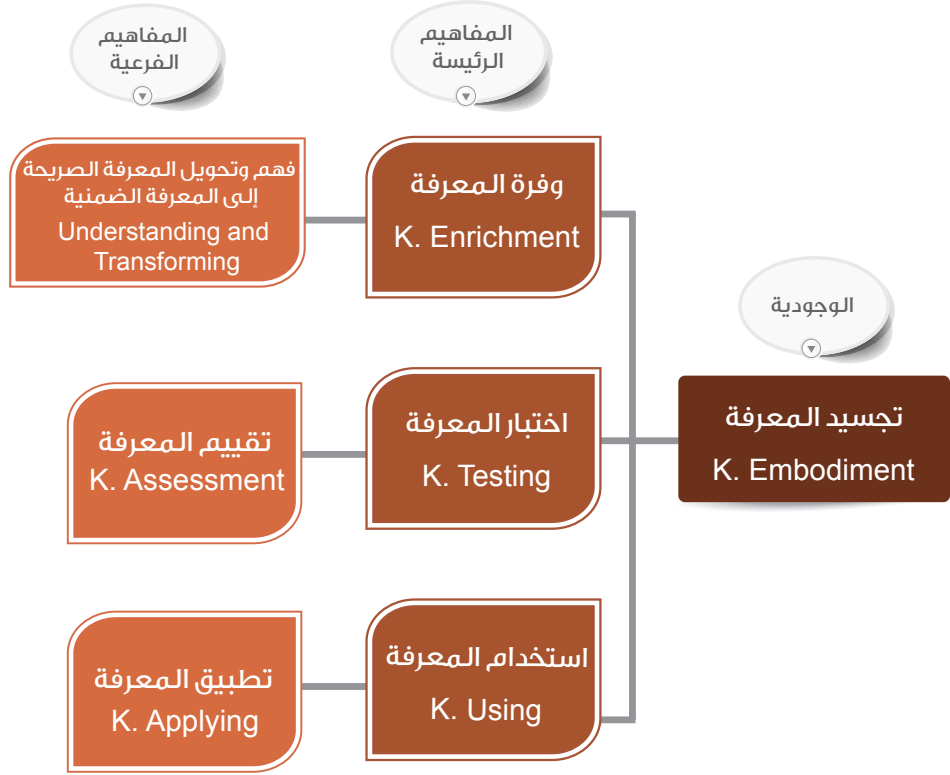 الوجودية
تجسيد المعرفة
K. Embodiment
المفاهيم
الرئيسة
وفرة المعرفة
K. Enrichment
اختبار المعرفة
K. Testing
استخدام المعرفة
K. Using
المفاهيم
الفرعية
فهم وتحويل المعرفة الصريحة
إلى المعرفة الضمنية
Understanding and
Transforming
تقييم المعرفة
K. Assessment
تطبيق المعرفة
K. Applying